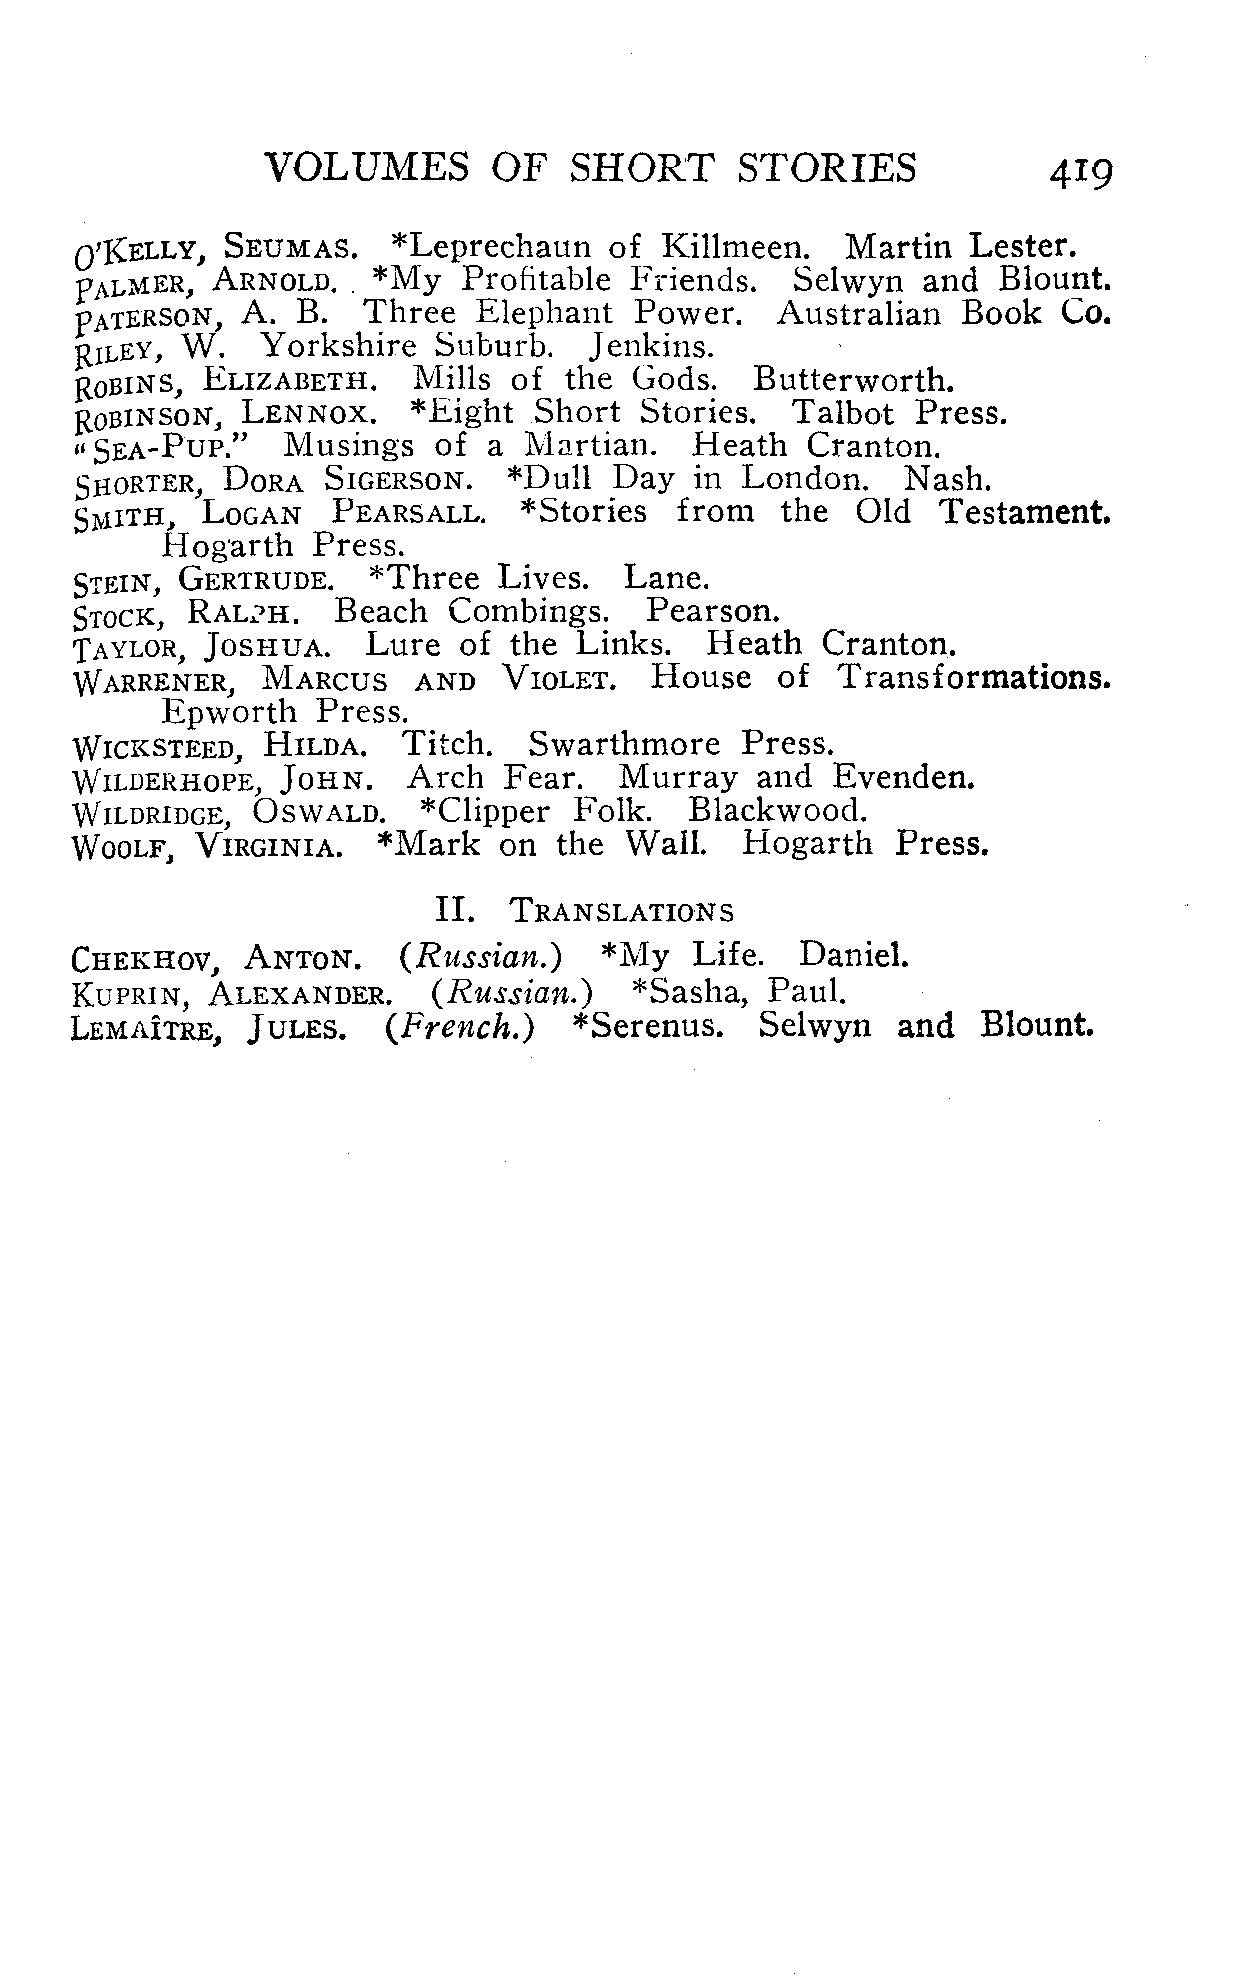 VOLUMES OF SHORT STORIES 419
O'KELLY, SEUMAS. *Leprechaun of Killmeen. Martin Lester.
PALMER, ARNOLD. *My Profitable Friends. Selwyn and Blount.
PATERSON, A. B. Three Elephant Power. Australian Book Co.
RILEY, W. Yorkshire Suburb. Jenkins.
ROBINS, ELIZABETH. Mills of the Gods. Butterworth.
ROBINSON, LENNOX. *Eight Short Stories. Talbot Press.
"SEA-PUP." Musings of a Martian. Heath Cranton.
SHORTER, DORA SIGERSON. *Dull Day in London. Nash.
SMITH, LOGAN PEARSALL. *Stories from the Old Testament.
Hogarth Press.
STEIN, GERTRUDE. *Three Lives. Lane.
STOCK, RALPH. Beach Combings. Pearson.
TAYLOR, JOSHUA. Lure of the Links. Heath Cranton.
WARRENER, MARCUS AND VIOLET. House of Transformations.
Epworth Press.
WICKSTEED, HILDA. Titch. Swarthmore Press.
WILDERHOPE, JOHN. Arch Fear. Murray and Evenden.
WILDRIDGE, OSWALD. *Clipper Folk. Blackwood.
WOOLF, VIRGINIA. *Mark on the Wall. Hogarth Press.
II. TRANSLATIONS
CHEKHOV, ANTON. (Russian.) *My Life. Daniel.
KUPRIN, ALEXANDER. (Russian.) *Sasha, Paul.
LEMAÎTRE, JULES. (French.) *Serenus. Selwyn and Blount.